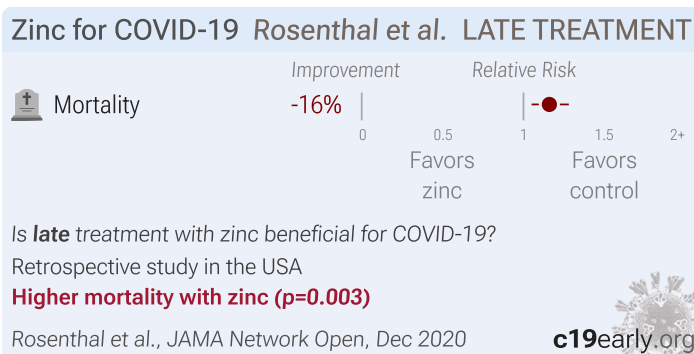 Zinc for COVID-19 Rosenthal et al. LATE TREATMENT
Improvement Relative Risk
Mortality -16%
0 0.5 1 1.5 2+
Favors zinc Favors control
Is late treatment with zinc beneficial for COVID-19?
Retrospective study in the USA
Higher mortality with zinc (p=0.003)
Rosenthal et al., JAMA Network Open, Dec 2020 c19early.org